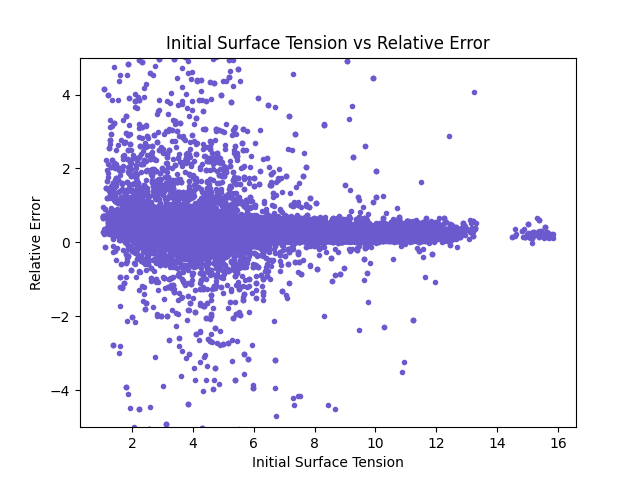 Initial Surface Tension vs Relative Error
Relative Error
4
2
0
−2
−4
2 4 6 8 10 12 14 16
Initial Surface Tension